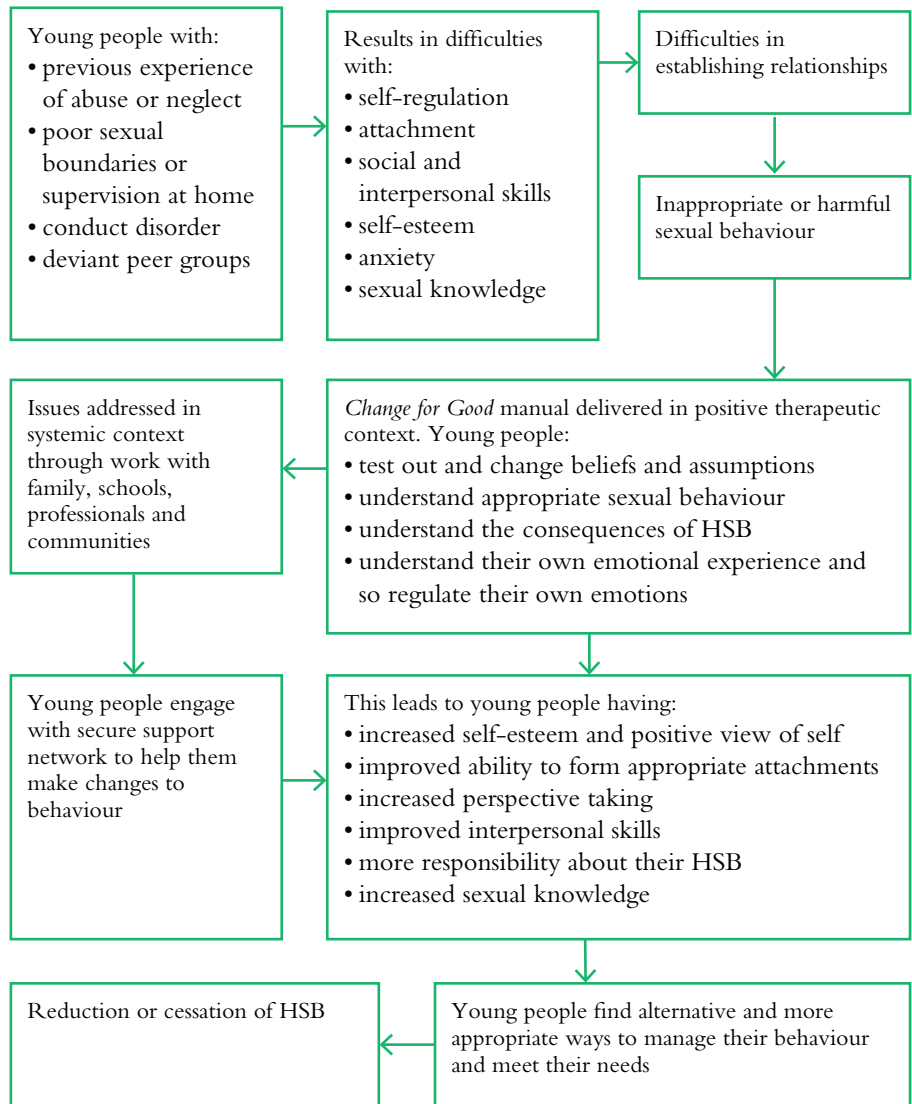 Young people with:
• previous experience
of abuse or neglect
• poor sexual
boundaries or
supervision at home
• conduct disorder
• deviant peer groups
Results in difficulties
with:
• self-regulation
• attachment
• social and
interpersonal skills
• self-esteem
• anxiety
• sexual knowledge
Difficulties in
establishing relationships
Inappropriate or harmful
sexual behaviour
Change for Good manual delivered in positive therapeutic
context. Young people:
• test out and change beliefs and assumptions
• understand appropriate sexual behaviour
• understand the consequences of HSB
• understand their own emotional experience and
so regulate their own emotions
Issues addressed in
systemic context
through work with
family, schools,
professionals and
communities
Young people engage
with secure support
network to help them
make changes to
behaviour
This leads to young people having:
• increased self-esteem and positive view of self
• improved ability to form appropriate attachments
• increased perspective taking
• improved interpersonal skills
• more responsibility about their HSB
• increased sexual knowledge
Young people find alternative and more
appropriate ways to manage their behaviour
and meet their needs
Reduction or cessation of HSB